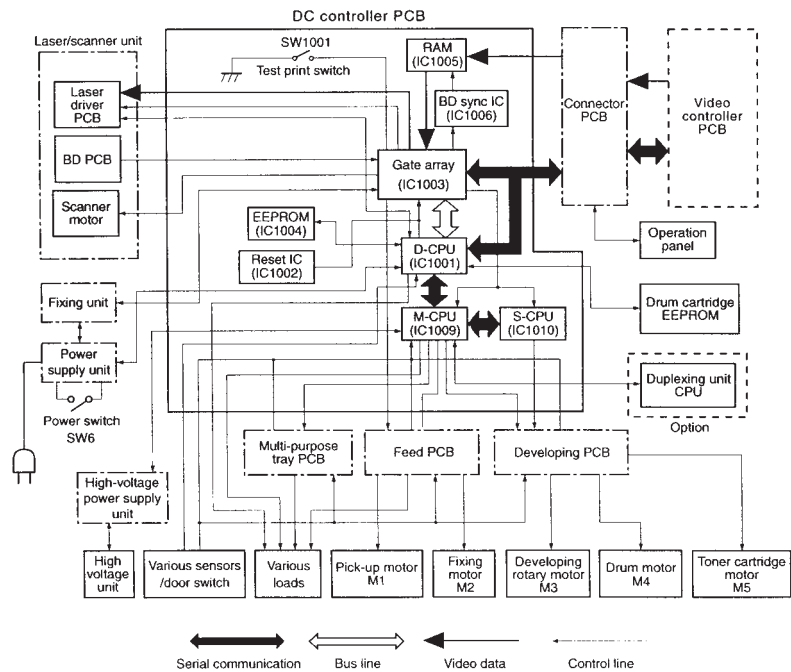 DC controller PCB
Laser/scanner unit
SW1001
Test print switch
RAM
(IC1005)
BD sync IC
(IC1006)
Laser
driver
PCB
BD PCB
Scanner
motor
Gate array
(IC1003)
Connector
PCB
Video
controller
PCB
EEPROM
(IC1004)
Reset IC
(IC1002)
D-CPU
(IC1001)
Operation
panel
Fixing unit
M-CPU
(IC1009)
S-CPU
(IC1010)
Drum cartridge
EEPROM
Power
supply unit
Power switch
SW6
Duplexing unit
CPU
Option
Multi-purpose
tray PCB
Feed PCB
Developing PCB
High-voltage
power supply
unit
High
voltage
unit
Various sensors
/door switch
Various
loads
Pick-up motor
M1
Fixing
motor
M2
Developing
rotary motor
M3
Drum motor
M4
Toner cartridge
motor
M5
Serial communication
Bus line
Video data
Control line